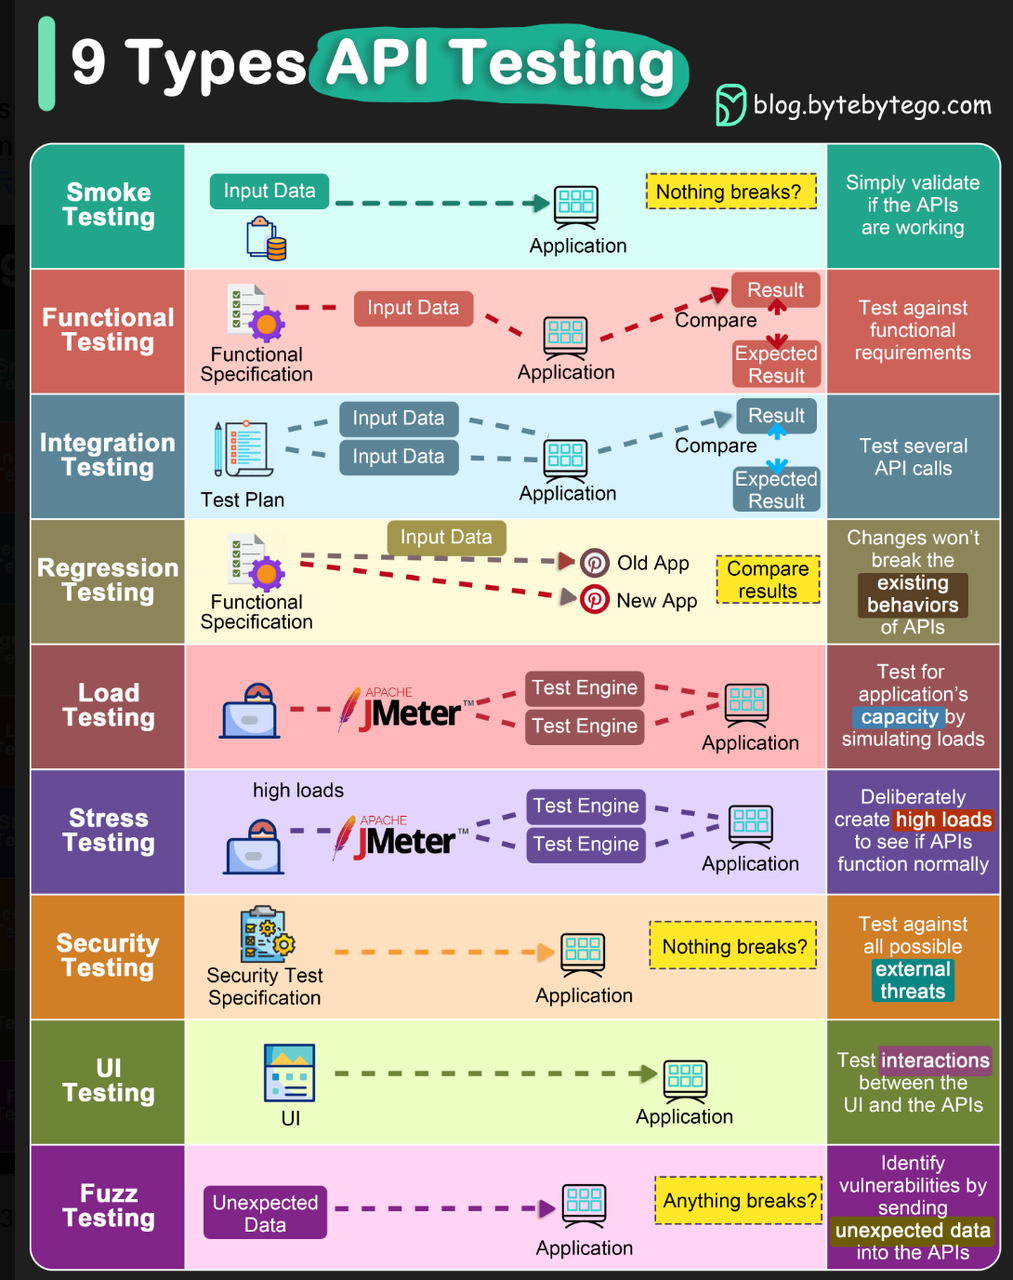 9 Types API Testing
blog.bytebytego.com
Smoke
Testing
Input Data
Application
Nothing breaks?
Simply validate
if the APIs
are working
Functional
Testing
Functional
Specification
Input Data
Application
Result
Compare
Expected
Result
Test against
functional
requirements
Integration
Testing
Test Plan
Input Data
Input Data
Application
Result
Compare
Expected
Result
Test several
API calls
Regression
Testing
Functional
Specification
Input Data
Old App
New App
Compare
results
Changes won't
break the
existing
behaviors
of APIs
Load
Testing
APACHE
JMeter™
Test Engine
Test Engine
Application
Test for
application's
capacity by
simulating loads
Stress
Testing
high loads
APACHE
JMeter™
Test Engine
Test Engine
Application
Deliberately
create high loads
to see if APIs
function normally
Security
Testing
Security Test
Specification
Application
Nothing breaks?
Test against
all possible
external
threats
UI
Testing
UI
Application
Test interactions
between the
UI and the APIs
Fuzz
Testing
Unexpected
Data
Application
Anything breaks?
Identify
vulnerabilities by
sending
unexpected data
into the APIs